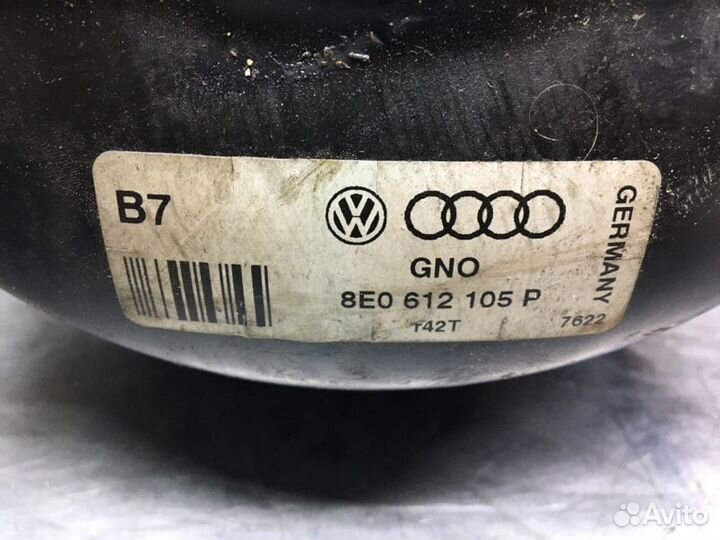 B7
GNO
8E0 612 105 P
T42T
7622
GERMANY
Avito